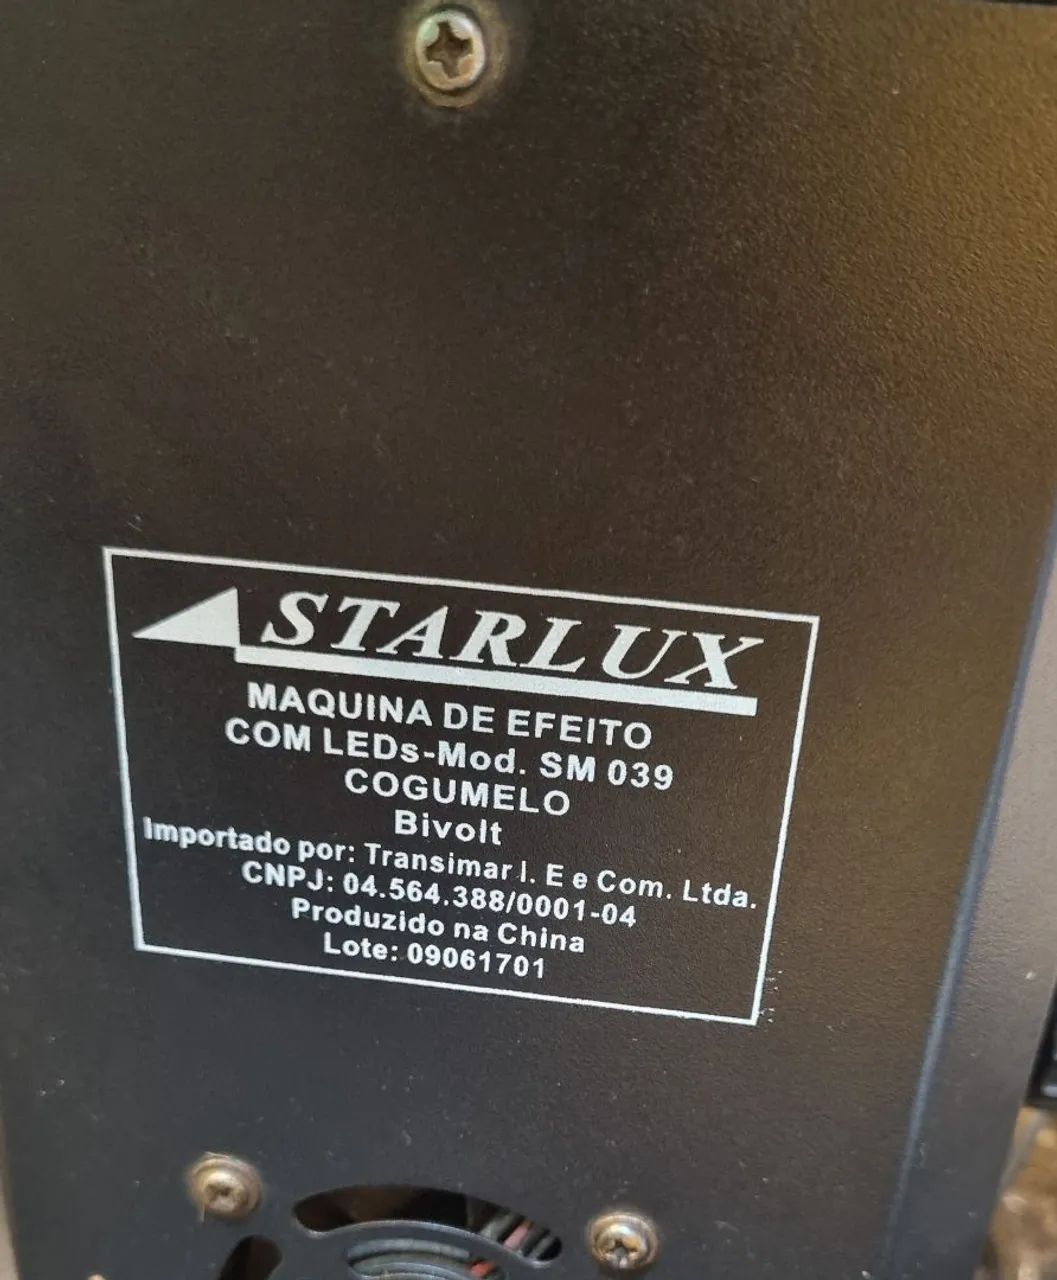 STARLUX
MAQUINA DE EFEITO
COM LEDs-Mod. SM 039
COGUMELO
Bivolt
Importado por: Transimar I. E e Com. Ltda.
CNPJ: 04.564.388/0001-04
Produzido na China
Lote: 09061701